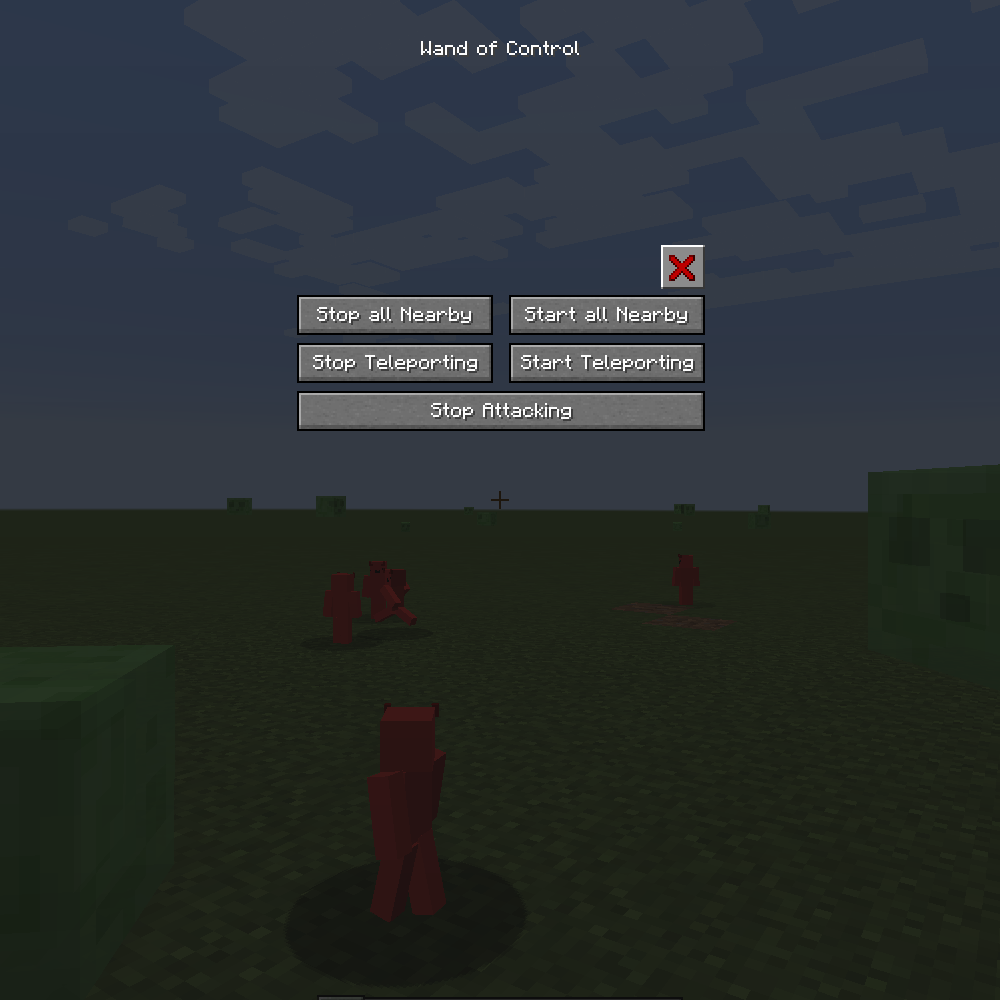 Wand of Control
Stop all Nearby
Start all Nearby
Stop Teleporting
Start Teleporting
Stop Attacking